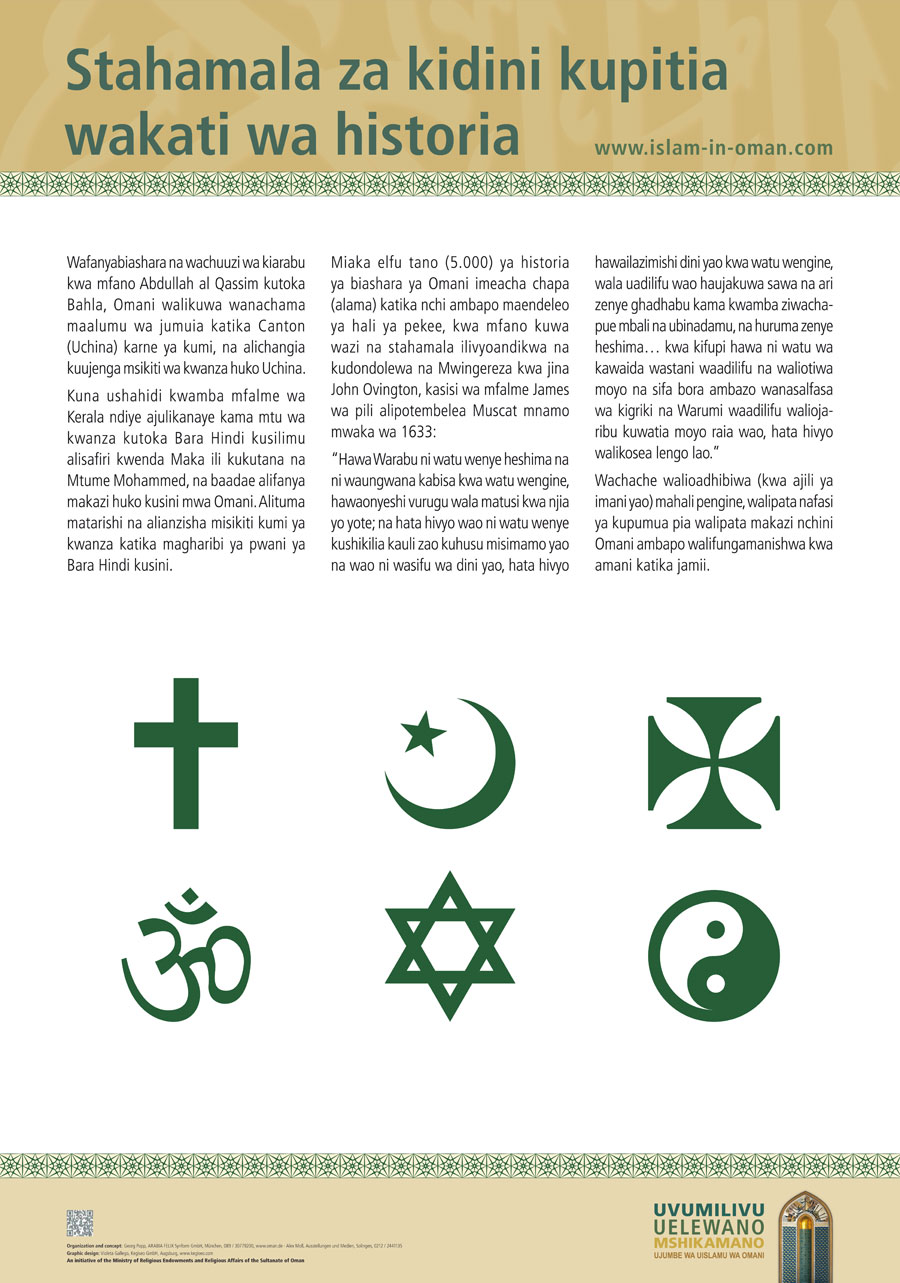 Stahamala za kidini kupitia
wakati wa historia
www.islam-in-oman.com
Wafanyabiashara na wachuuzi wa kiarabu
kwa mfano Abdullah al Qassim kutoka
Bahla, Omani walikuwa wanachama
maalumu wa jumuia katika Canton
(Uchina) karne ya kumi, na alichangia
kuujenga msikiti wa kwanza huko Uchina.
Kuna ushahidi kwamba mfalme wa
Kerala ndiye ajulikanaye kama mtu wa
kwanza kutoka Bara Hindi kusilimu
alisafiri kwenda Maka ili kukutana na
Mtume Mohammed, na baadae alifanya
makazi huko kusini mwa Omani. Alituma
matarishi na alianzisha misikiti kumi ya
kwanza katika magharibi ya pwani ya
Bara Hindi kusini.
Miaka elfu tano (5.000) ya historia
ya biashara ya Omani imeacha chapa
(alama) katika nchi ambapo maendeleo
ya hali ya pekee, kwa mfano kuwa
wazi na stahamala ilivyoandikwa na
kudondolewa na Mwingereza kwa jina
John Ovington, kasisi wa mfalme James
wa pili alipotembelea Muscat mnamo
mwaka wa 1633:
“Hawa Warabu ni watu wenye heshima na
ni waungwana kabisa kwa watu wengine,
hawaonyeshi vurugu wala matusi kwa njia
yo yote; na hata hivyo wao ni watu wenye
kushikilia kauli zao kuhusu misimamo yao
na wao ni wasifu wa dini yao, hata hivyo
hawailazimishi dini yao kwa watu wengine,
wala uadilifu wao haujakuwa sawa na ari
zenye ghadhabu kama kwamba ziwacha-
pue mbali na ubinadamu, na huruma zenye
heshima… kwa kifupi hawa ni watu wa
kawaida wastani waadilifu na waliotiwa
moyo na sifa bora ambazo wanasalfasa
wa kigriki na Warumi waadilifu walioja-
ribu kuwatia moyo raia wao, hata hivyo
walikosea lengo lao.”
Wachache walioadhibiwa (kwa ajili ya
imani yao) mahali pengine, walipata nafasi
ya kupumua pia walipata makazi nchini
Omani ambapo walifungamanishwa kwa
amani katika jamii.
Organization and concept: Georg Popp, ARABIA FELIX Synform GmbH, München, 089 / 30779200, www.oman.de - Alex Moll, Ausstellungen und Medien, Solingen, 0212 / 2441135
Graphic design: Violeta Gallego, Kegiseo GmbH, Augsburg, www.kegiseo.com
An initiative of the Ministry of Religious Endowments and Religious Affairs of the Sultanate of Oman
UVUMILIVU
UELEWANO
MSHIKAMANO
UJUMBE WA UISLAMU WA OMANI